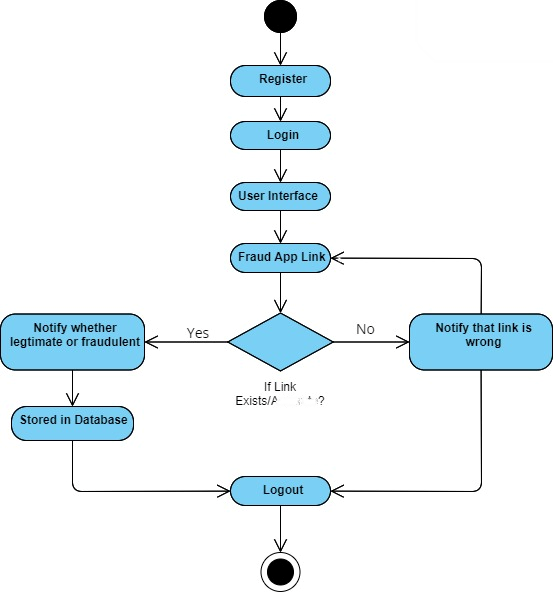 Register
Login
User Interface
Fraud App Link
Yes
No
Notify whether
legtimate or fraudulent
Notify that link is
wrong
If Link
Stored in Database
Logout